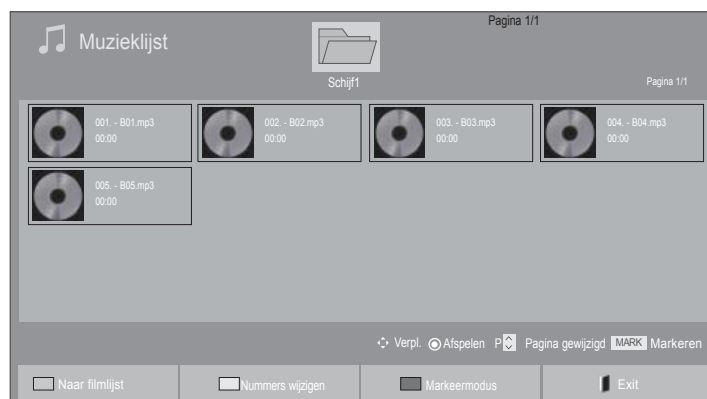 Pagina 1/1
Muzieklijst
Schijf1
Pagina 1/1
001. - B01.mp3
00:00
002. - B02.mp3
00:00
003. - B03.mp3
00:00
004. - B04.mp3
00:00
005. - B05.mp3
00:00
Verpl. Afspelen P Pagina gewijzigd MARK Markeren
Naar filmlijst Nummers wijzigen Markeermodus Exit